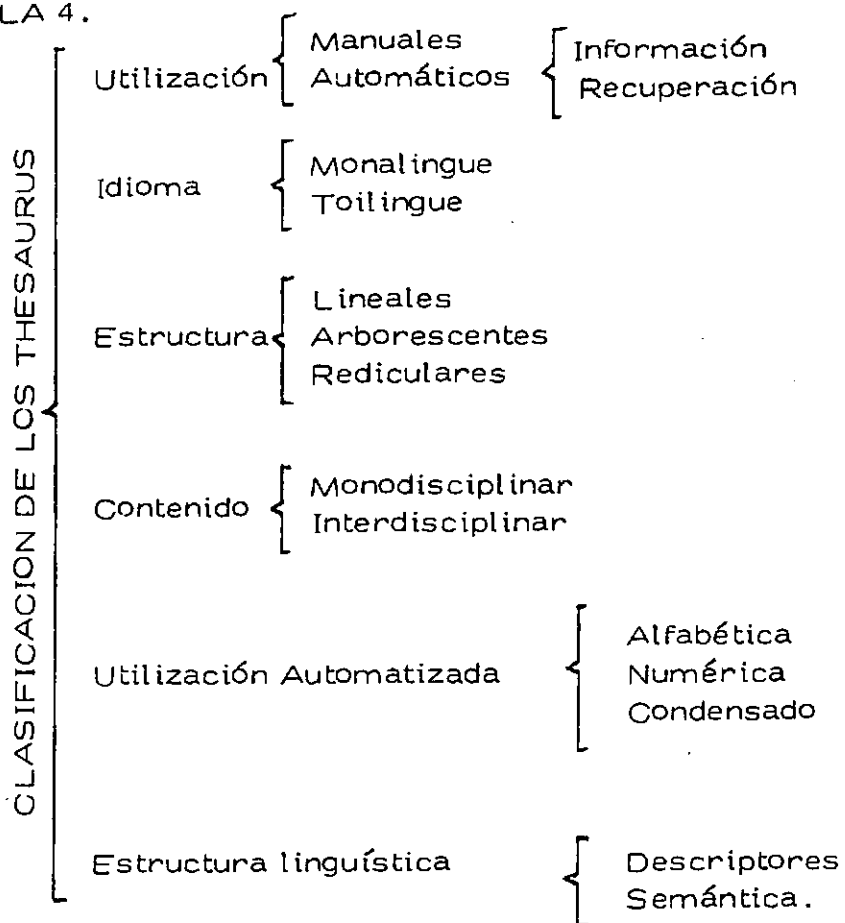 LA 4.
CLASIFICACION DE LOS THESAURUS
Utilización
Manuales
Automáticos
Información
Recuperación
Idioma
Monalingue
Toilingue
Estructura
Lineales
Arborescentes
Rediculares
Contenido
Monodisciplinar
Interdisciplinar
Utilización Automatizada
Alfabética
Numérica
Condensado
Estructura linguística
Descriptores
Semántica.